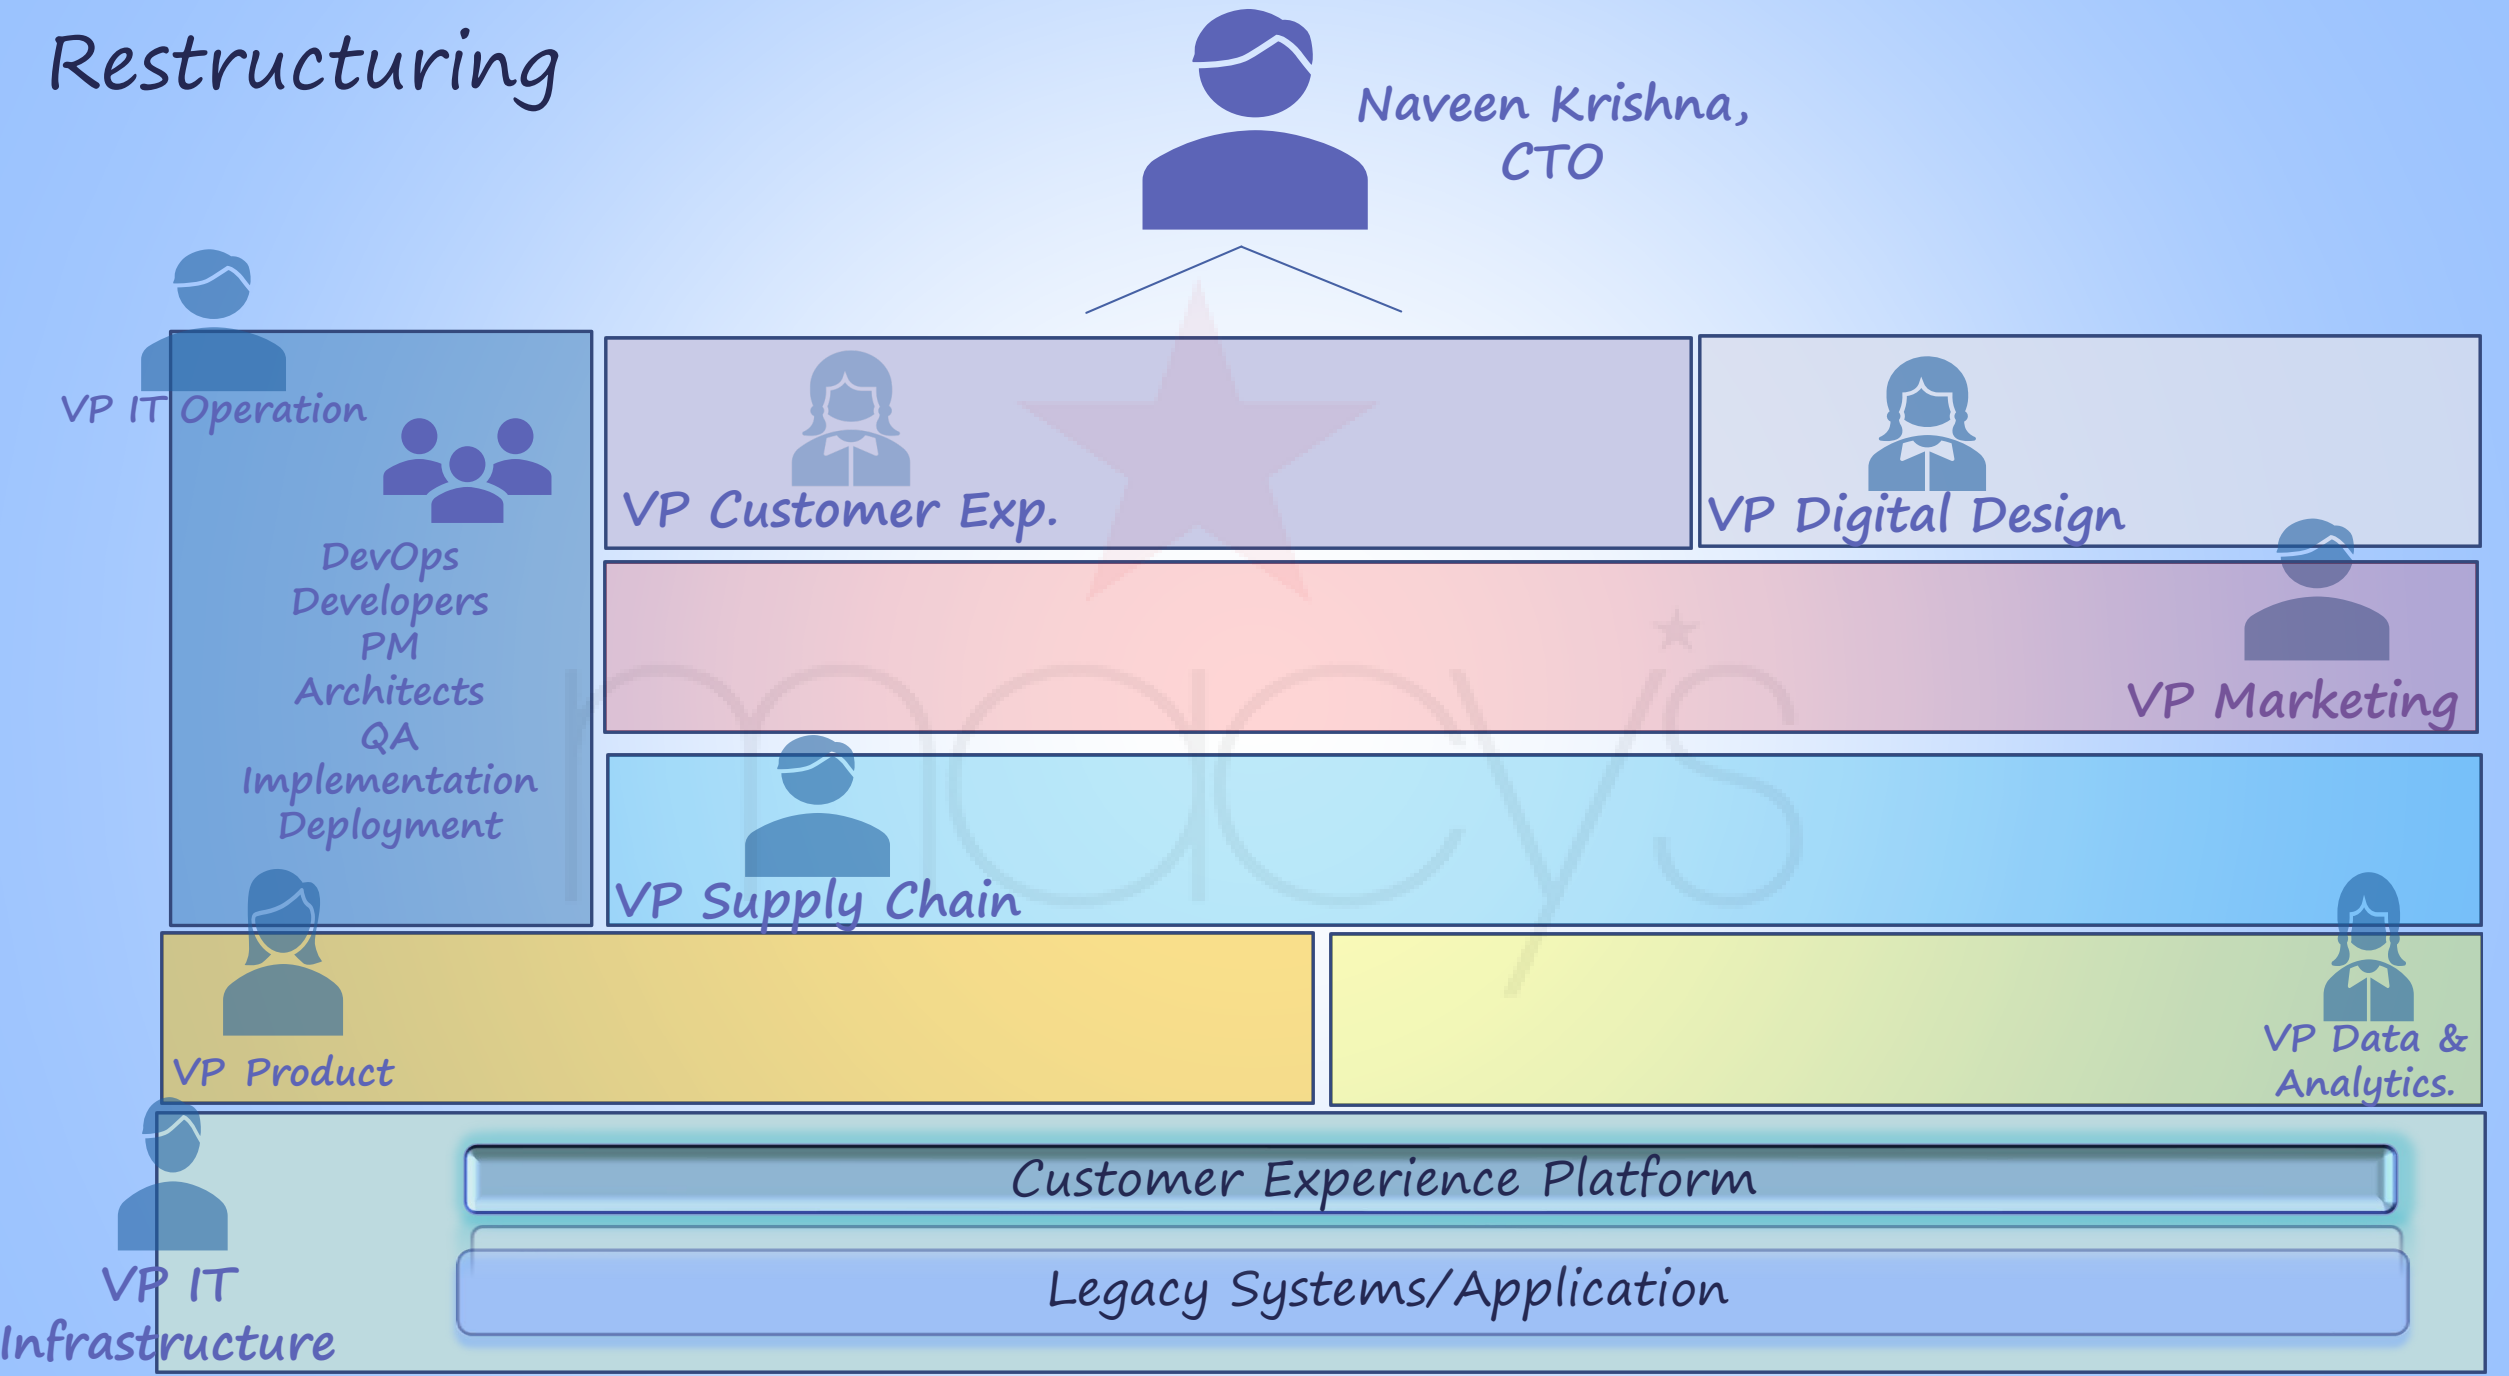 Restructuring
Naveen Krishna,
CTO
VP IT Operation
DevOps
Developers
PM
Architects
QA
Implementation
Deployment
VP Customer Exp.
VP Digital Design
VP Marketing
macys
VP Supply Chain
VP Product
VP Data &
Analytics.
VP IT
Infrastructure
Customer Experience Platform
Legacy Systems/Application